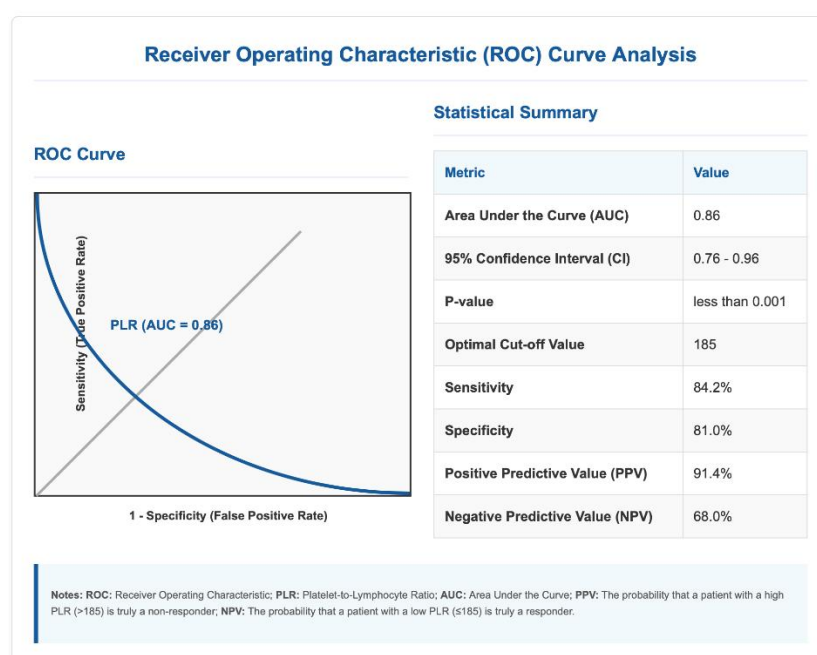 Receiver Operating Characteristic (ROC) Curve Analysis
ROC Curve
Sensitivity (True Positive Rate)
PLR (AUC = 0.86)
1 - Specificity (False Positive Rate)
Statistical Summary
Metric Value
Area Under the Curve (AUC) 0.86
95% Confidence Interval (CI) 0.76 - 0.96
P-value less than 0.001
Optimal Cut-off Value 185
Sensitivity 84.2%
Specificity 81.0%
Positive Predictive Value (PPV) 91.4%
Negative Predictive Value (NPV) 68.0%
Notes: ROC: Receiver Operating Characteristic; PLR: Platelet-to-Lymphocyte Ratio; AUC: Area Under the Curve; PPV: The probability that a patient with a high
PLR (>185) is truly a non-responder; NPV: The probability that a patient with a low PLR (≤185) is truly a responder.